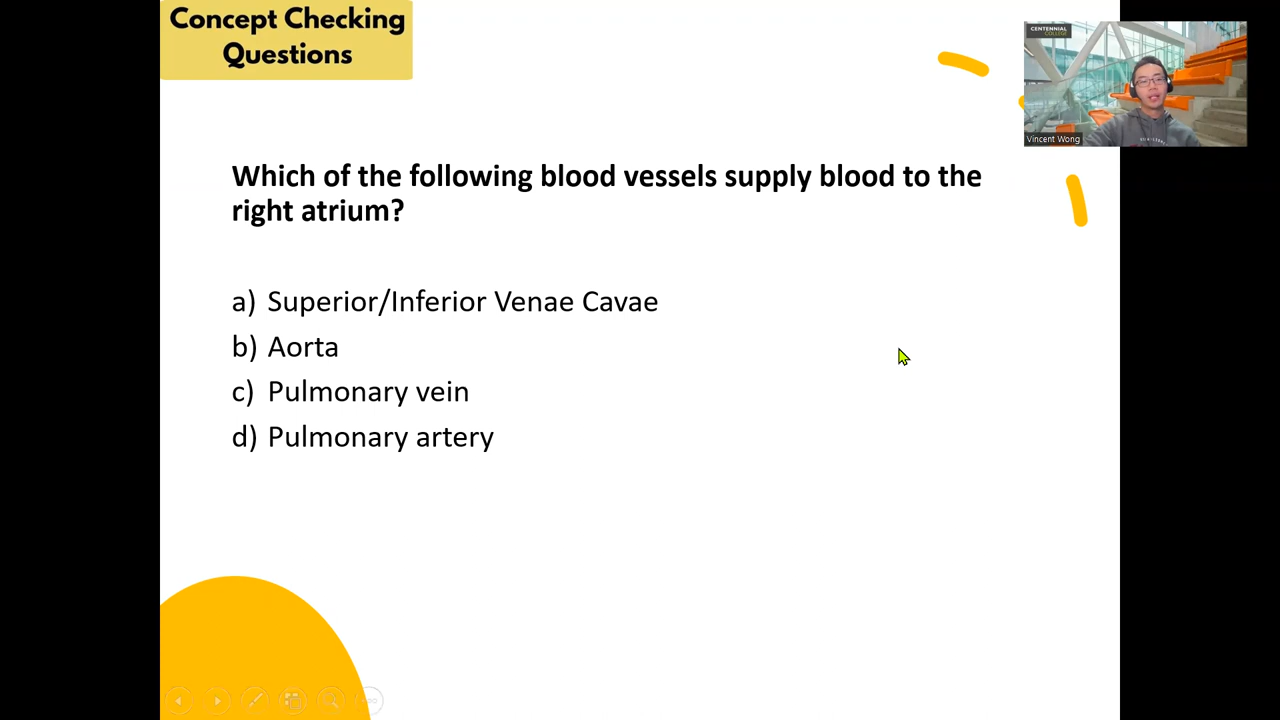 Concept Checking
Questions
CENTENNIAL
COLLEGE
Vincent Wong
Which of the following blood vessels supply blood to the
right atrium?
a) Superior/Inferior Venae Cavae
b) Aorta
c) Pulmonary vein
d) Pulmonary artery